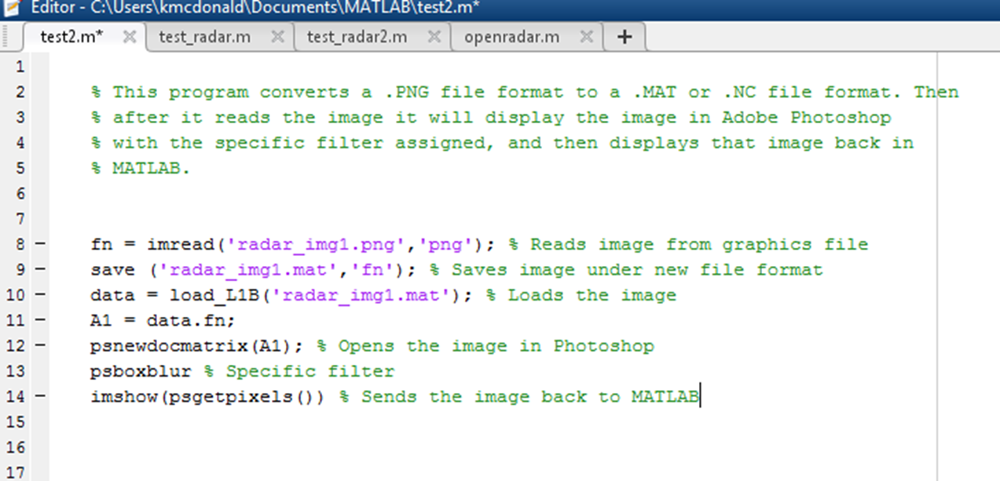 Editor - C:\Users\kmcdonald\Documents\MATLAB\test2.m*
test2.m* test_radar.m test_radar2.m openradar.m +
1
2 % This program converts a .PNG file format to a .MAT or .NC file format. Then
3 % after it reads the image it will display the image in Adobe Photoshop
4 % with the specific filter assigned, and then displays that image back in
5 % MATLAB.
6
7
8 – fn = imread('radar_img1.png','png'); % Reads image from graphics file
9 – save ('radar_img1.mat','fn'); % Saves image under new file format
10 – data = load_L1B('radar_img1.mat'); % Loads the image
11 – A1 = data.fn;
12 – psnewdocmatrix(A1); % Opens the image in Photoshop
13 psboxblur % Specific filter
14 – imshow(psgetpixels()) % Sends the image back to MATLAB
15
16
17